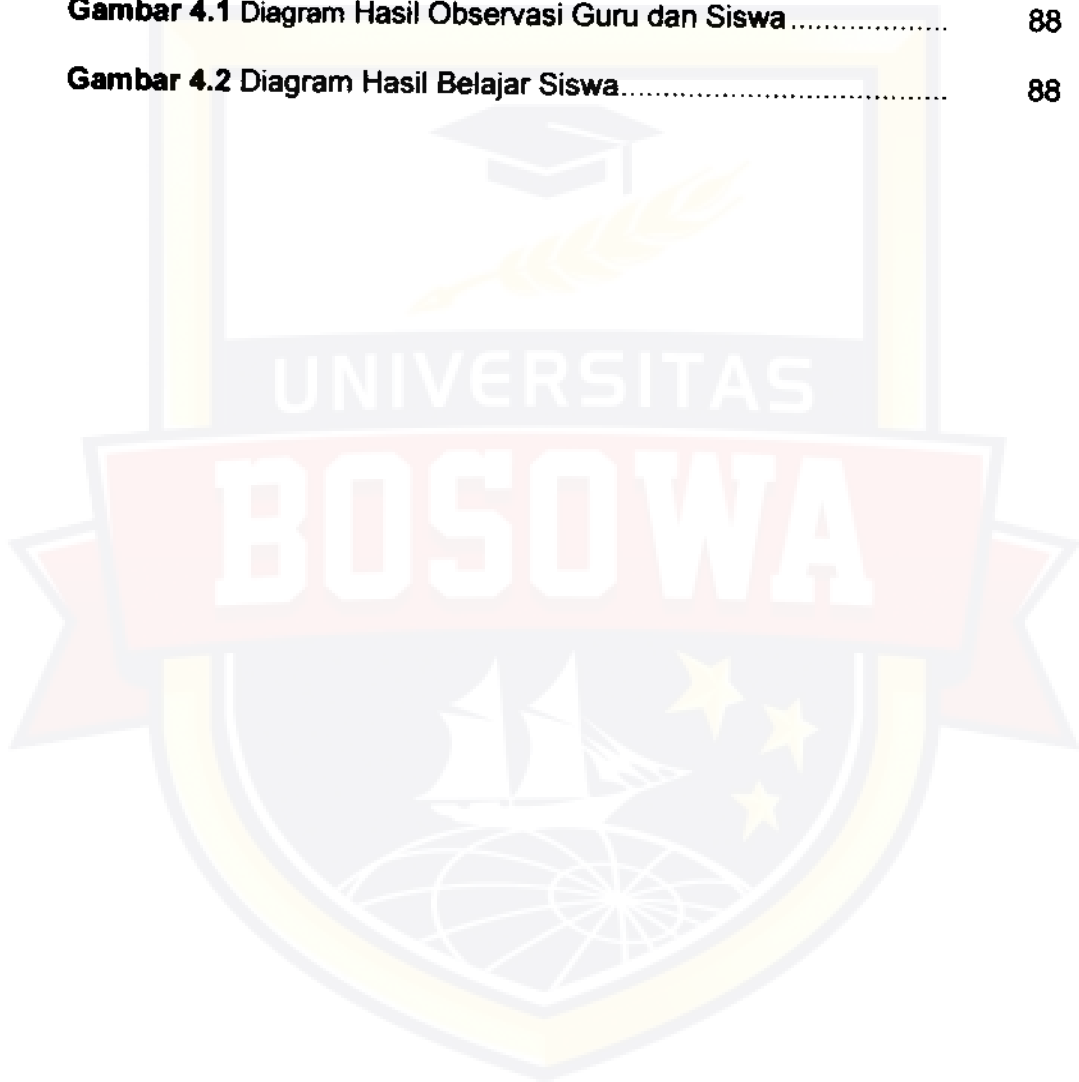 Gambar 4.1 Diagram Hasil Observasi Guru dan Siswa.................. 88
Gambar 4.2 Diagram Hasil Belajar Siswa...................................... 88
UNIVERSITAS
BOSOWA